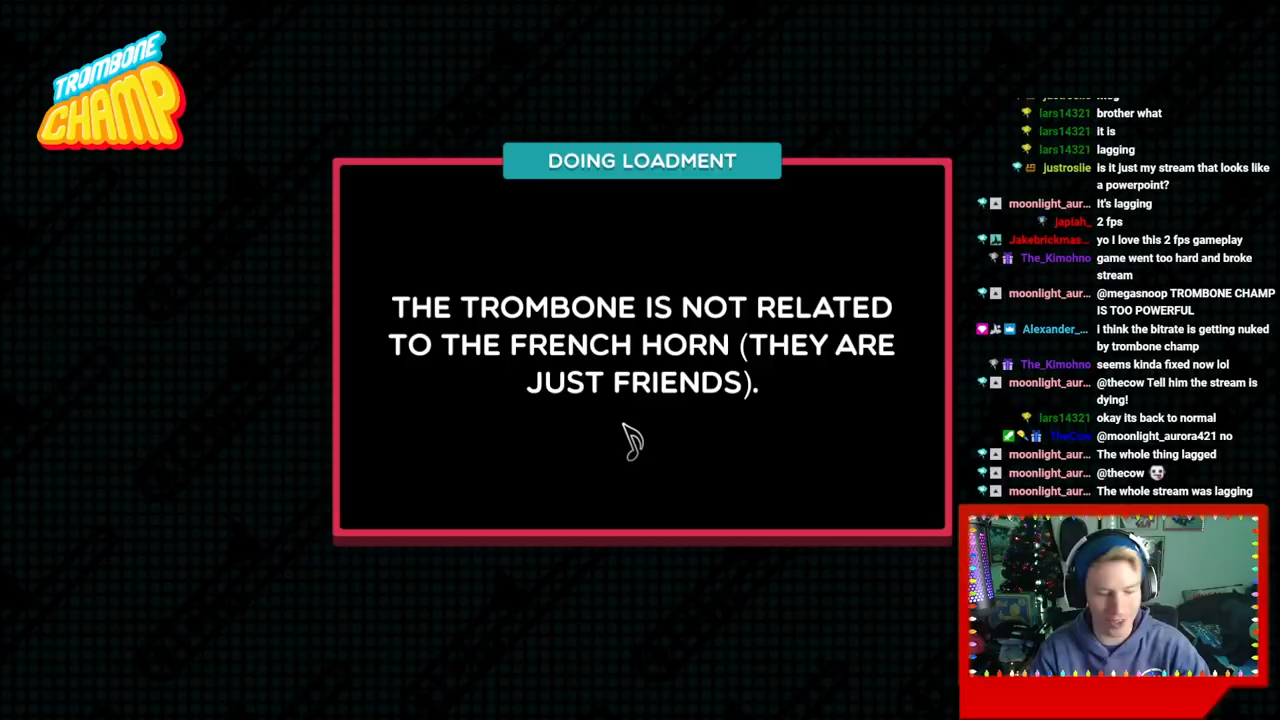 TROMBONE
CHAMP
DOING LOADMENT
THE TROMBONE IS NOT RELATED
TO THE FRENCH HORN (THEY ARE
JUST FRIENDS).
lars14321 brother what
lars14321 it is
lars14321 lagging
justroslie Is it just my stream that looks like
a powerpoint?
moonlight_aur... It's lagging
japiah_ 2 fps
Jakebrickmas... yo I love this 2 fps gameplay
The_Kimohno game went too hard and broke
stream
moonlight_aur... @megasnoop TROMBONE CHAMP
IS TOO POWERFUL
Alexander_... i think the bitrate is getting nuked
by trombone champ
The_Kimohno seems kinda fixed now lol
moonlight_aur... @thecow Tell him the stream is
dying!
lars14321 okay its back to normal
TheCow @moonlight_aurora421 no
moonlight_aur... The whole thing lagged
moonlight_aur... @thecow
moonlight_aur... The whole stream was lagging